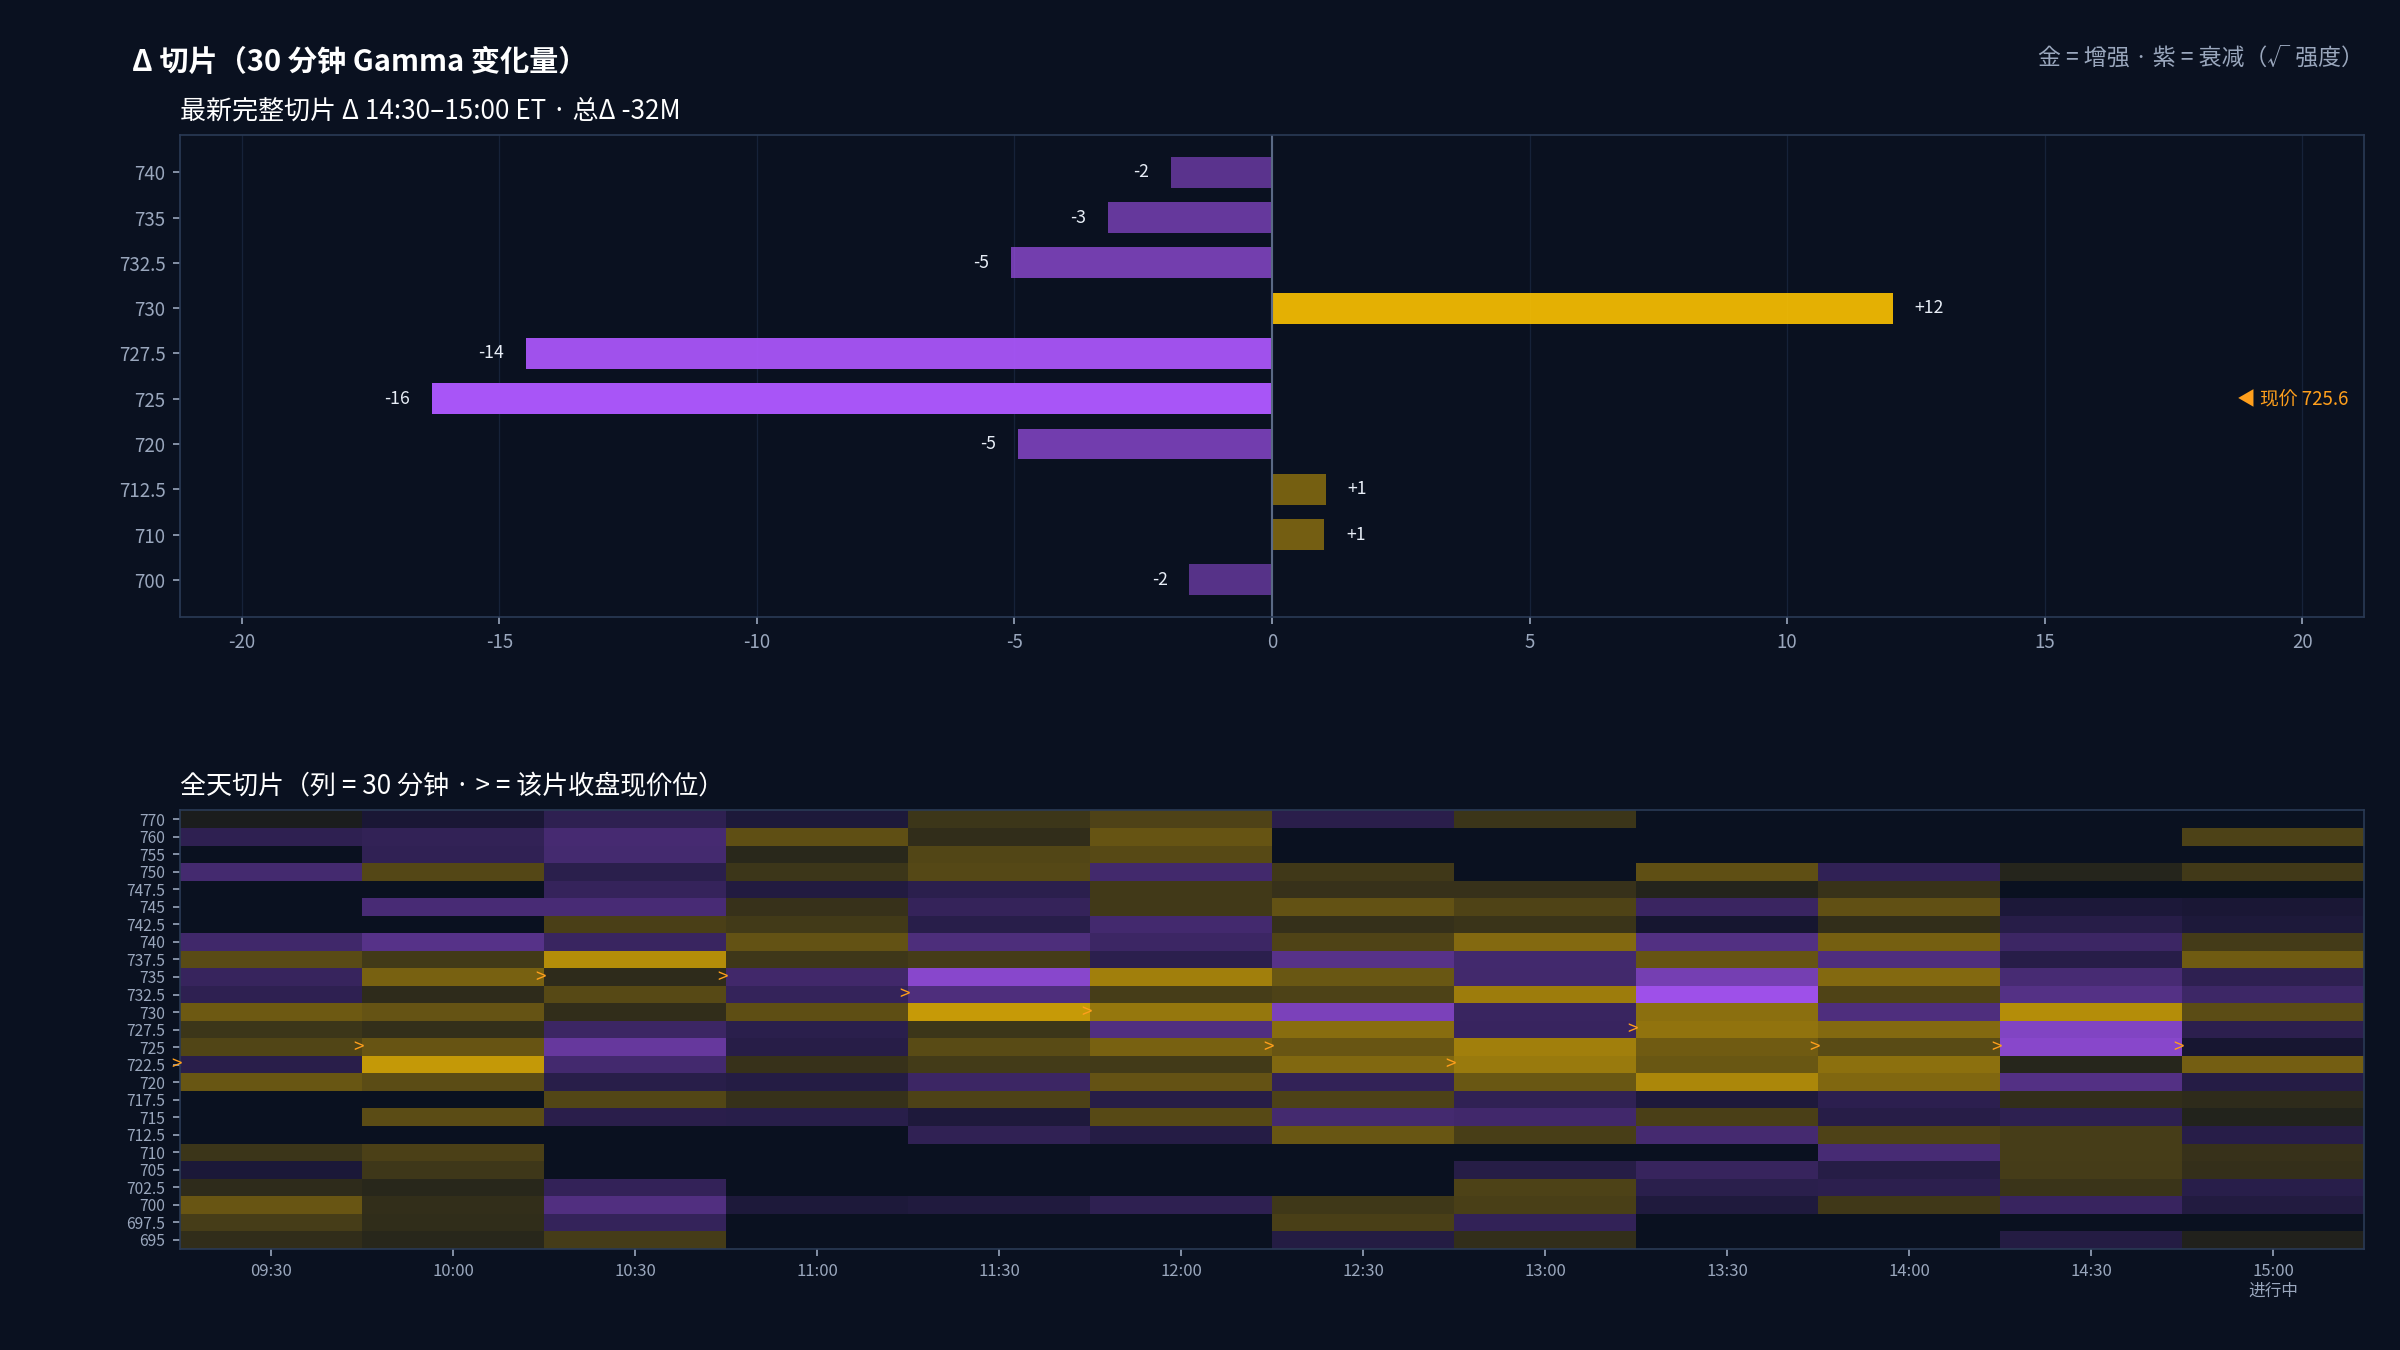 Δ 切片（30 分钟 Gamma 变化量）
金 = 增强 · 紫 = 衰减（√ 强度）
最新完整切片 Δ 14:30–15:00 ET · 总Δ -32M
740 -2
735 -3
732.5 -5
730 +12
727.5 -14
725 -16 ◀ 现价 725.6
720 -5
712.5 +1
710 +1
700 -2
-20 -15 -10 -5 0 5 10 15 20
全天切片（列 = 30 分钟 · > = 该片收盘现价位）
770
760
755
750
747.5
745
742.5
740
737.5
735 > >
732.5 >
730 >
727.5 >
725 > > > > >
722.5 > >
720
717.5
715
712.5
710
705
702.5
700
697.5
695
09:30 10:00 10:30 11:00 11:30 12:00 12:30 13:00 13:30 14:00 14:30 15:00
进行中